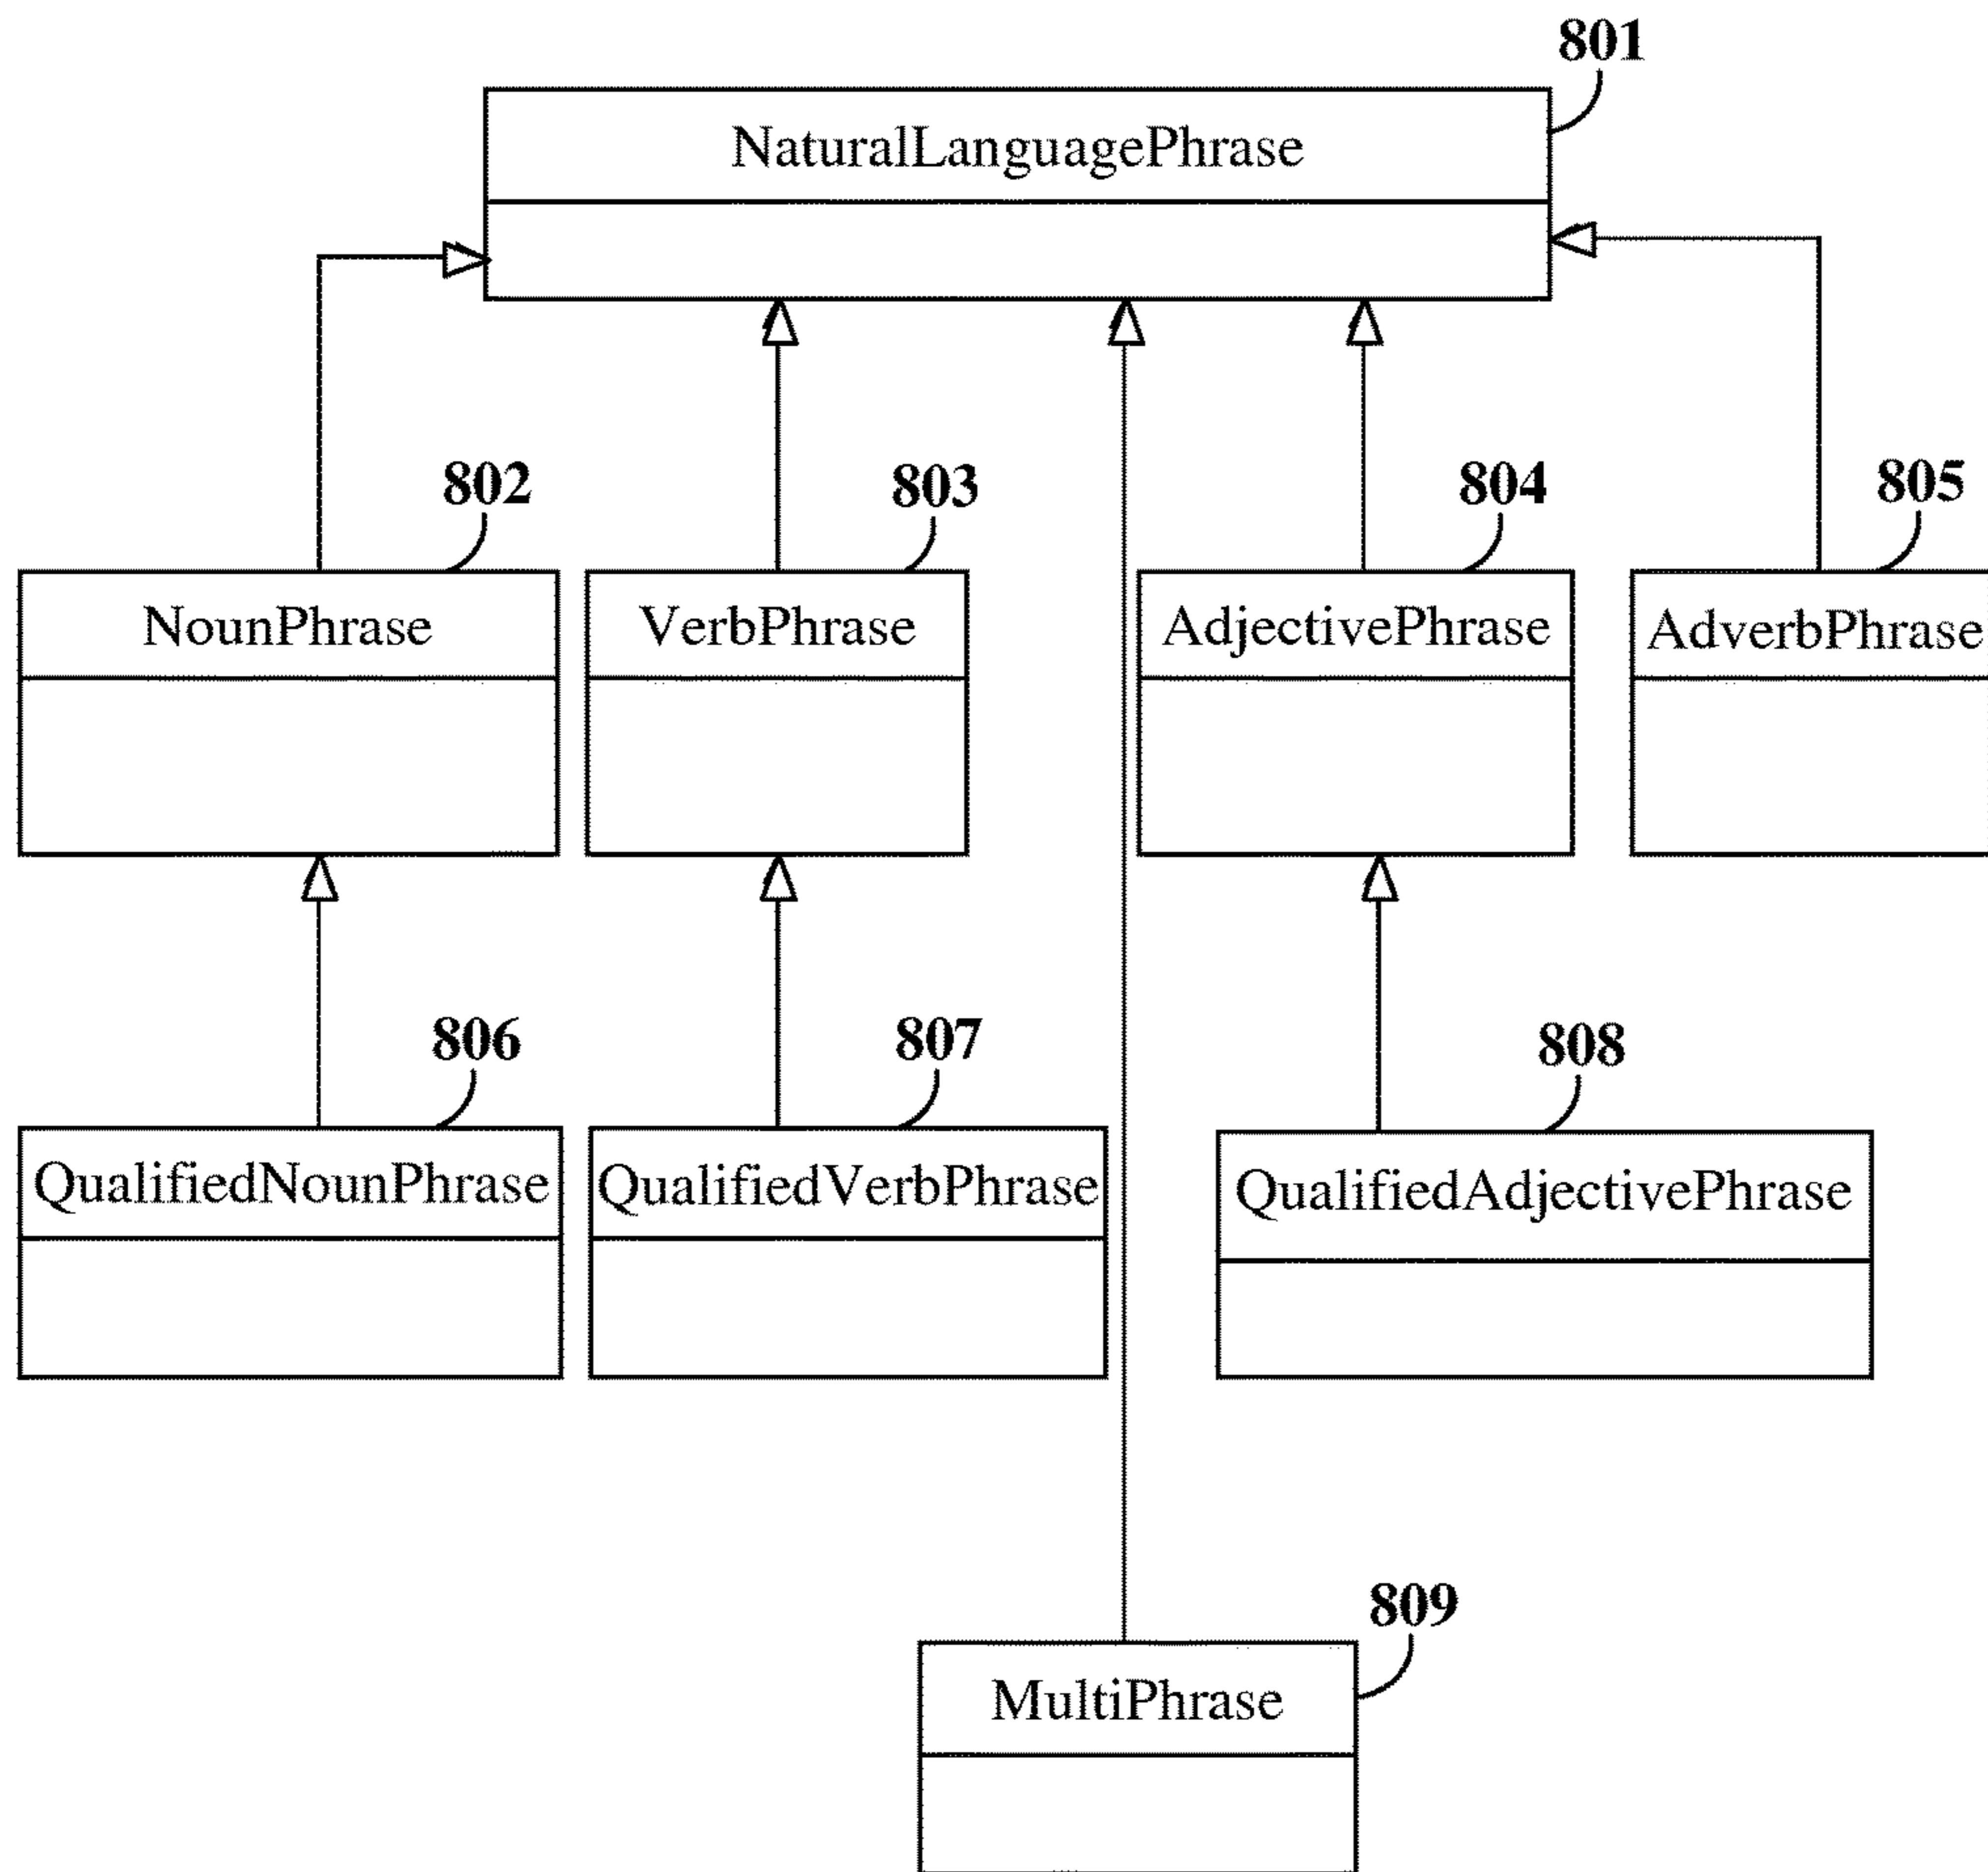 801
NaturalLanguagePhrase
802
803
804
805
NounPhrase
VerbPhrase
AdjectivePhrase
AdverbPhrase
806
807
808
QualifiedNounPhrase
QualifiedVerbPhrase
QualifiedAdjectivePhrase
809
MultiPhrase